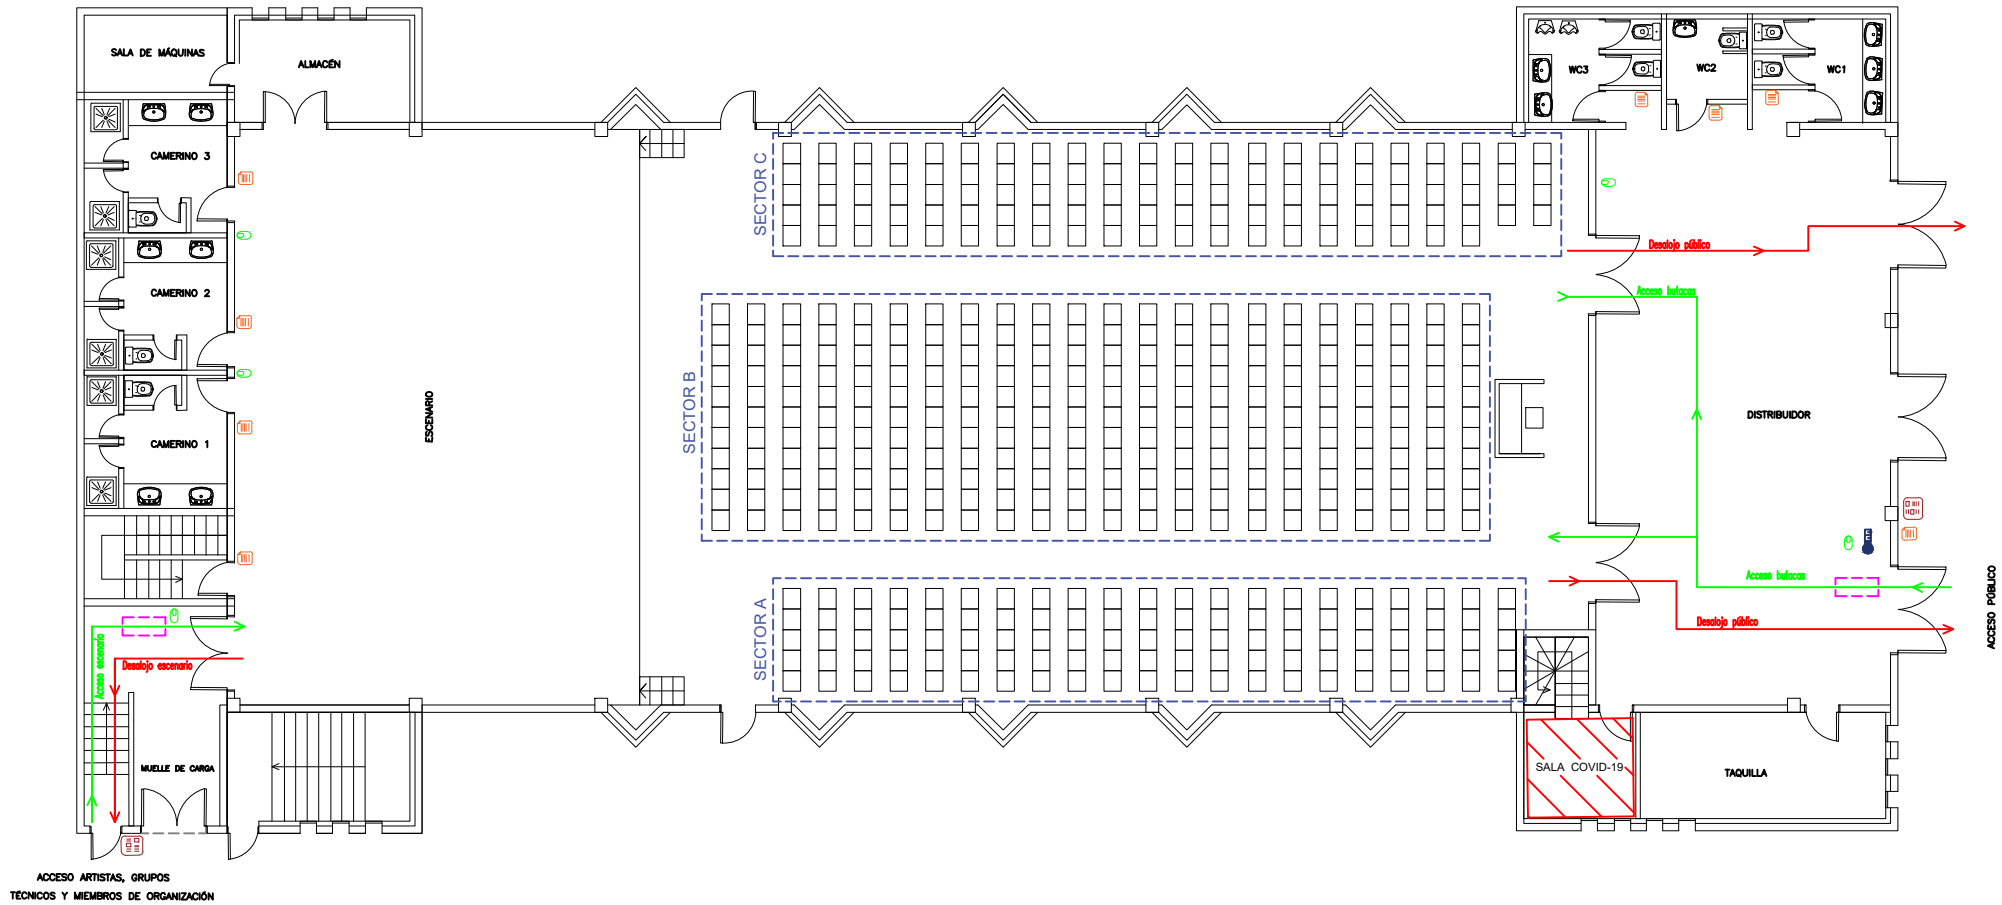 SALA DE MÁQUINAS
ALMACÉN
WC3
WC2
WC1
CAMERINO 3
SECTOR C
Desalojo público
Acceso butacas
CAMERINO 2
ESCENARIO
SECTOR B
DISTRIBUIDOR
CAMERINO 1
Acceso butacas
ACCESO PÚBLICO
SECTOR A
Desalojo público
Acceso escenario
Desalojo escenario
MUELLE DE CARGA
SALA COVID-19
TAQUILLA
ACCESO ARTISTAS, GRUPOS
TÉCNICOS Y MIEMBROS DE ORGANIZACIÓN